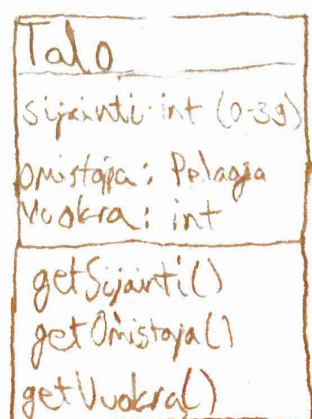 Talo
sijainti: int (0-39)
omistaja: Pelaaja
Vuokra: int
getSijainti()
getOmistaja()
getVuokra()